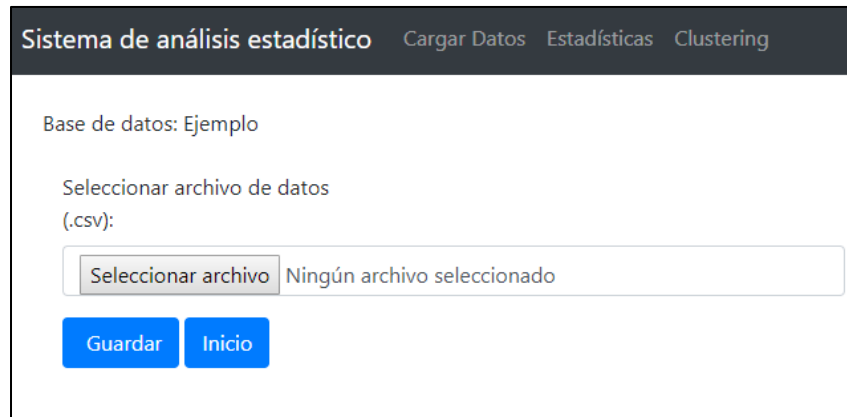 Sistema de análisis estadístico Cargar Datos Estadísticas Clustering
Base de datos: Ejemplo
Seleccionar archivo de datos
(.csv):
Seleccionar archivo Ningún archivo seleccionado
Guardar Inicio